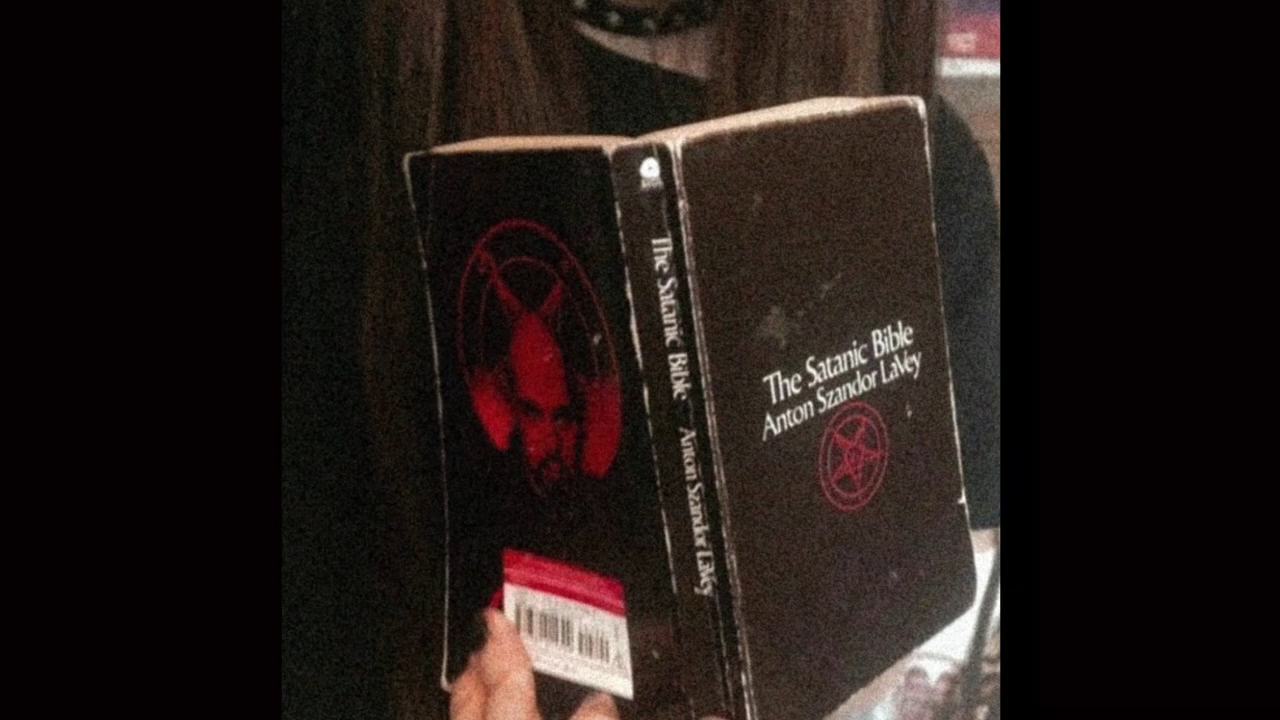 The Satanic Bible Anton Szandor LaVey
The Satanic Bible
Anton Szandor LaVey